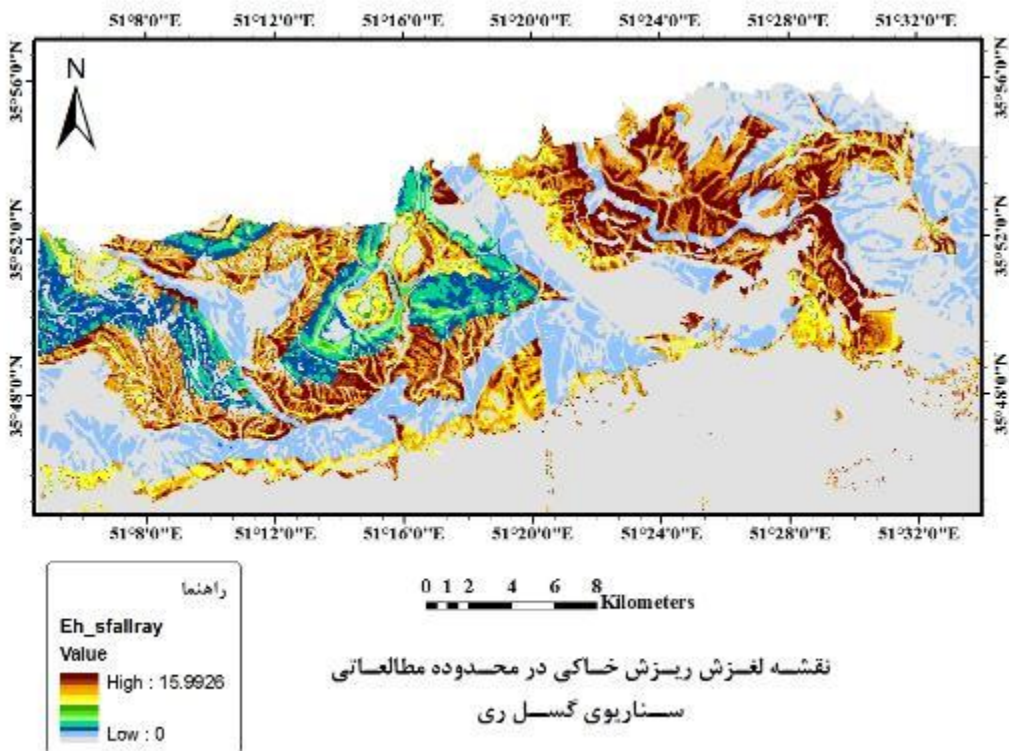 51°8'0"E 51°12'0"E 51°16'0"E 51°20'0"E 51°24'0"E 51°28'0"E 51°32'0"E
N
35°56'0"N 35°56'0"N
35°52'0"N 35°52'0"N
35°48'0"N 35°48'0"N
51°8'0"E 51°12'0"E 51°16'0"E 51°20'0"E 51°24'0"E 51°28'0"E 51°32'0"E
راهنما
Eh_sfallray
Value
High : 15.9926
Low : 0
0 1 2 4 6 8
Kilometers
نقشه لغزش ریزش خاکی در محدوده مطالعاتی
سناریوی گسل ری